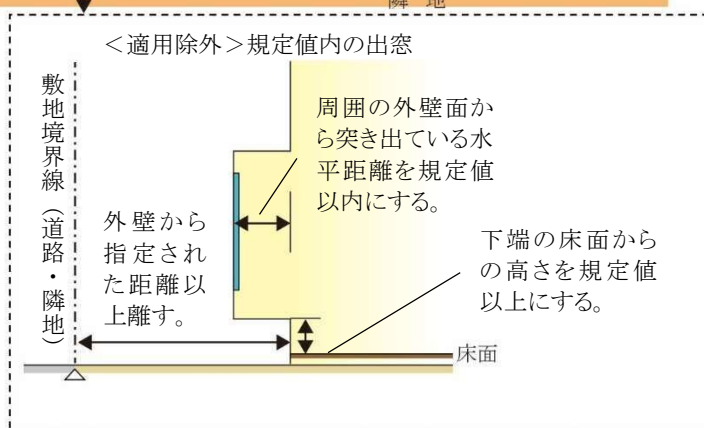 隣 地
＜適用除外＞規定値内の出窓
敷地境界線（道路・隣地）
周囲の外壁面か
ら突き出ている水
平距離を規定値
以内にする。
外壁から
指定され
た距離以
上離す。
下端の床面から
の高さを規定値
以上にする。
床面